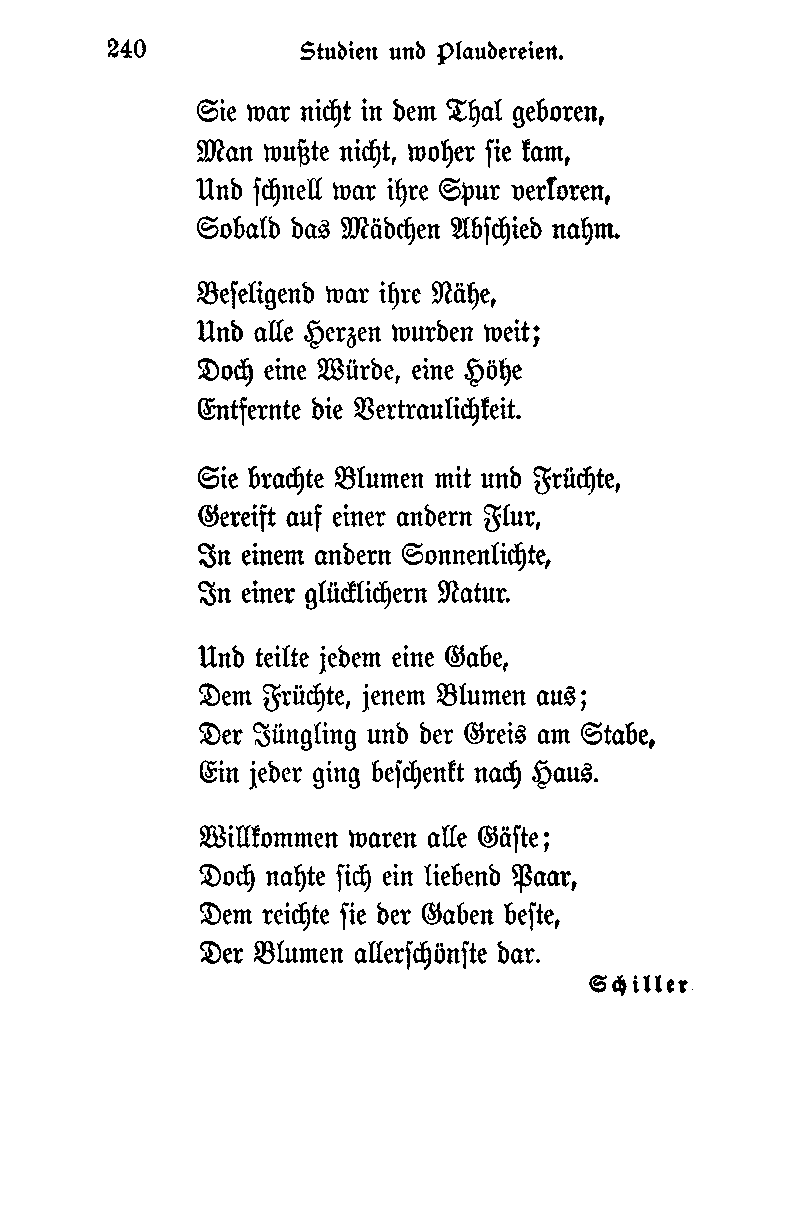 240 Studien und Plaudereien.
Sie war nicht in dem Thal geboren,
Man wußte nicht, woher sie kam,
Und schnell war ihre Spur verloren,
Sobald das Mädchen Abschied nahm.
Beseligend war ihre Nähe,
Und alle Herzen wurden weit;
Doch eine Würde, eine Höhe
Entfernte die Vertraulichkeit.
Sie brachte Blumen mit und Früchte,
Gereift auf einer andern Flur,
In einem andern Sonnenlichte,
In einer glücklichern Natur.
Und teilte jedem eine Gabe,
Dem Früchte, jenem Blumen aus;
Der Jüngling und der Greis am Stabe,
Ein jeder ging beschenkt nach Haus.
Willkommen waren alle Gäste;
Doch nahte sich ein liebend Paar,
Dem reichte sie der Gaben beste,
Der Blumen allerschönste dar.
Schiller